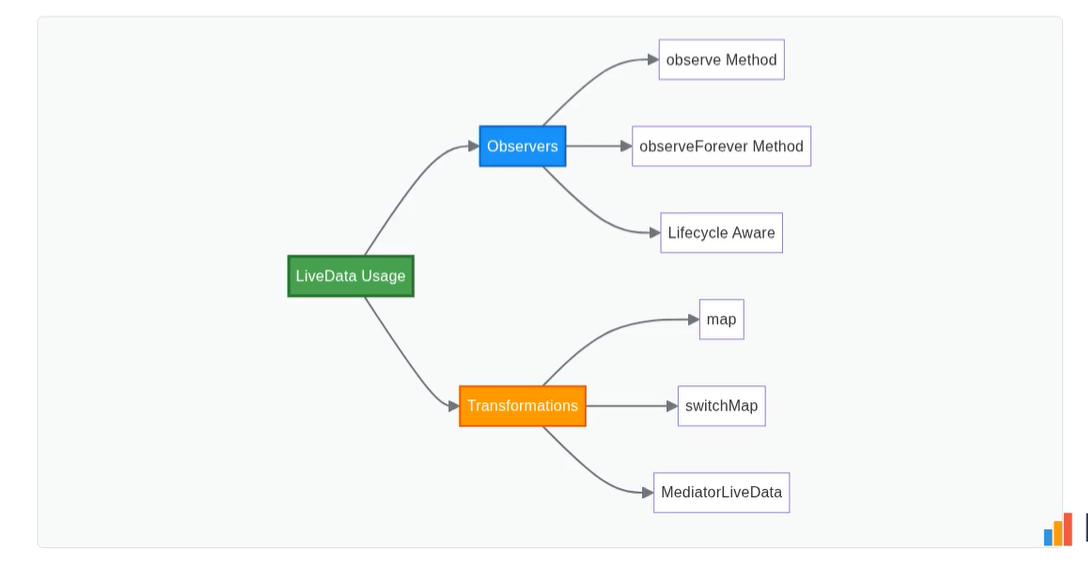 observe Method
Observers
observeForever Method
Lifecycle Aware
LiveData Usage
map
Transformations
switchMap
MediatorLiveData